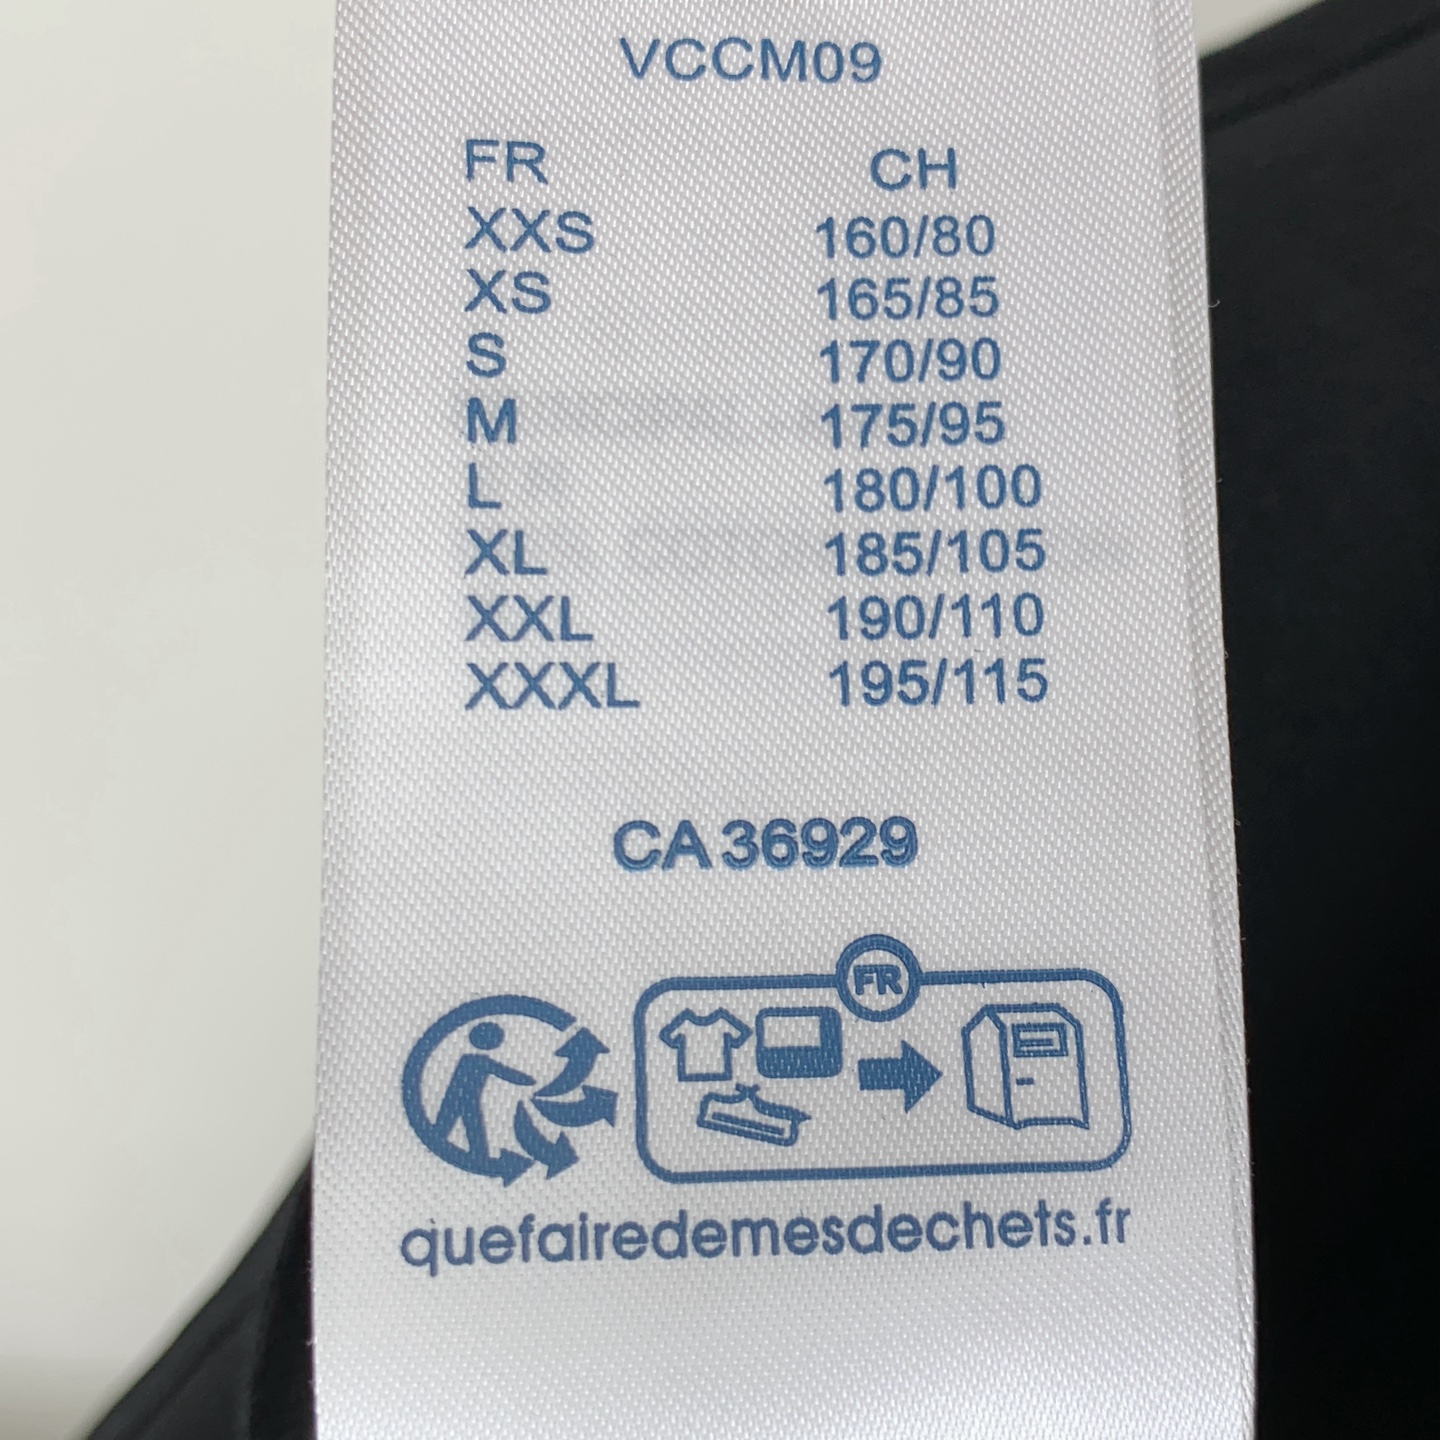 VCCM09
FR CH
XXS 160/80
XS 165/85
S 170/90
M 175/95
L 180/100
XL 185/105
XXL 190/110
XXXL 195/115
CA 36929
FR
quefairedemesdechets.fr